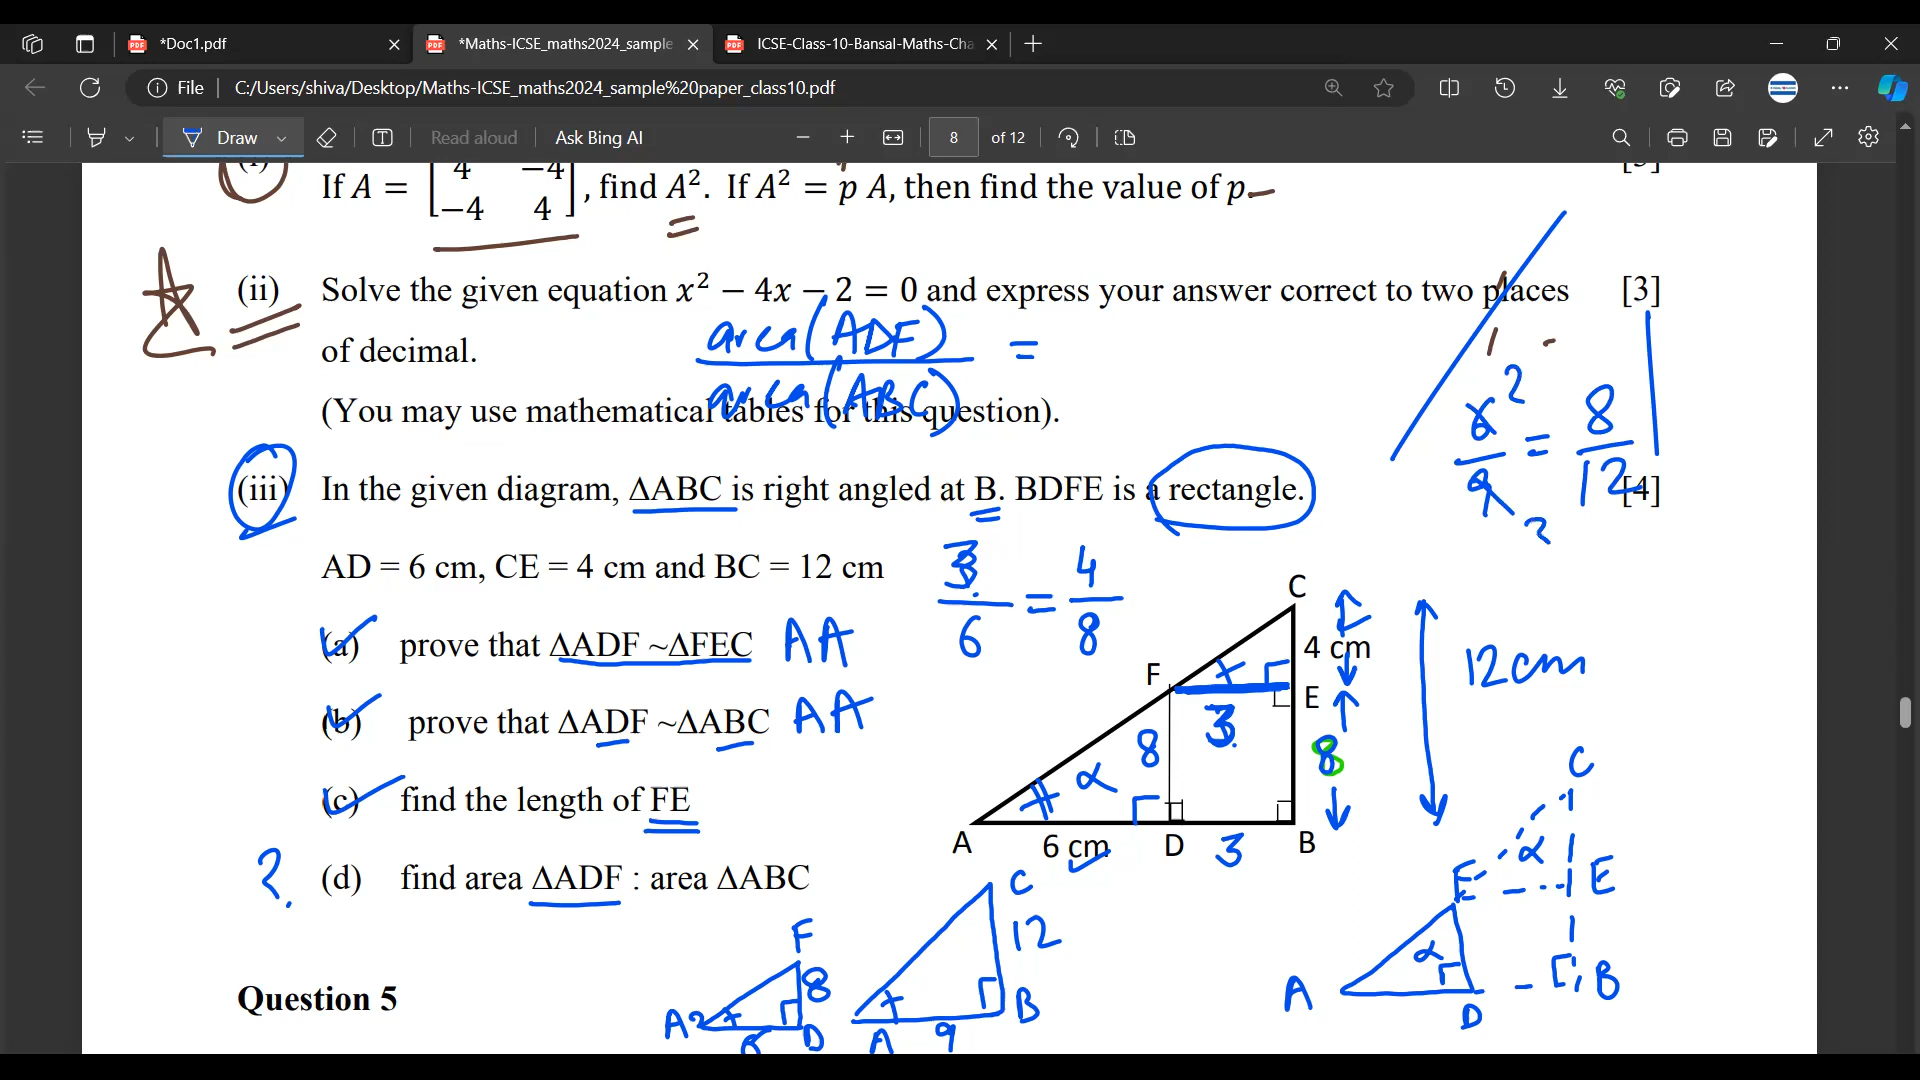 *Doc1.pdf
*Maths-ICSE_maths2024_sample
ICSE-Class-10-Bansal-Maths-Cha
File
C:/Users/shiva/Desktop/Maths-ICSE_maths2024_sample%20paper_class10.pdf
Draw
Read aloud
Ask Bing AI
8 of 12
If A = [4 −4
−4 4], find A². If A² = p A, then find the value of p.
(ii) Solve the given equation x² − 4x − 2 = 0 and express your answer correct to two places [3]
of decimal.
area(ADF)
=
area(ABC)
(You may use mathematical tables for this question).
8/12
(iii) In the given diagram, ΔABC is right angled at B. BDFE is a rectangle. [4]
AD = 6 cm, CE = 4 cm and BC = 12 cm
3/6 = 4/8
(a) prove that ΔADF ~ΔFEC AA
(b) prove that ΔADF ~ΔABC AA
(c) find the length of FE
? (d) find area ΔADF : area ΔABC
C
4 cm
12cm
F
E
3
8
8
α
A
6 cm
D
3
B
C
α
E
F
8
A
D
C
12
B
A
9
α
A
D
B
Question 5